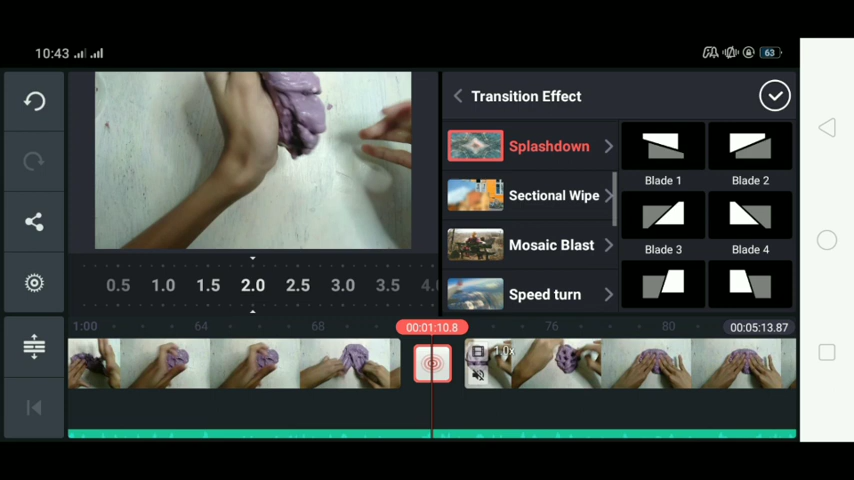 10:43
63
Transition Effect
Splashdown
Sectional Wipe
Mosaic Blast
Speed turn
Blade 1
Blade 2
Blade 3
Blade 4
0.5 1.0 1.5 2.0 2.5 3.0 3.5 4.
1:00 64 68 00:01:10.8 76 80 00:05:13.87
1.0x